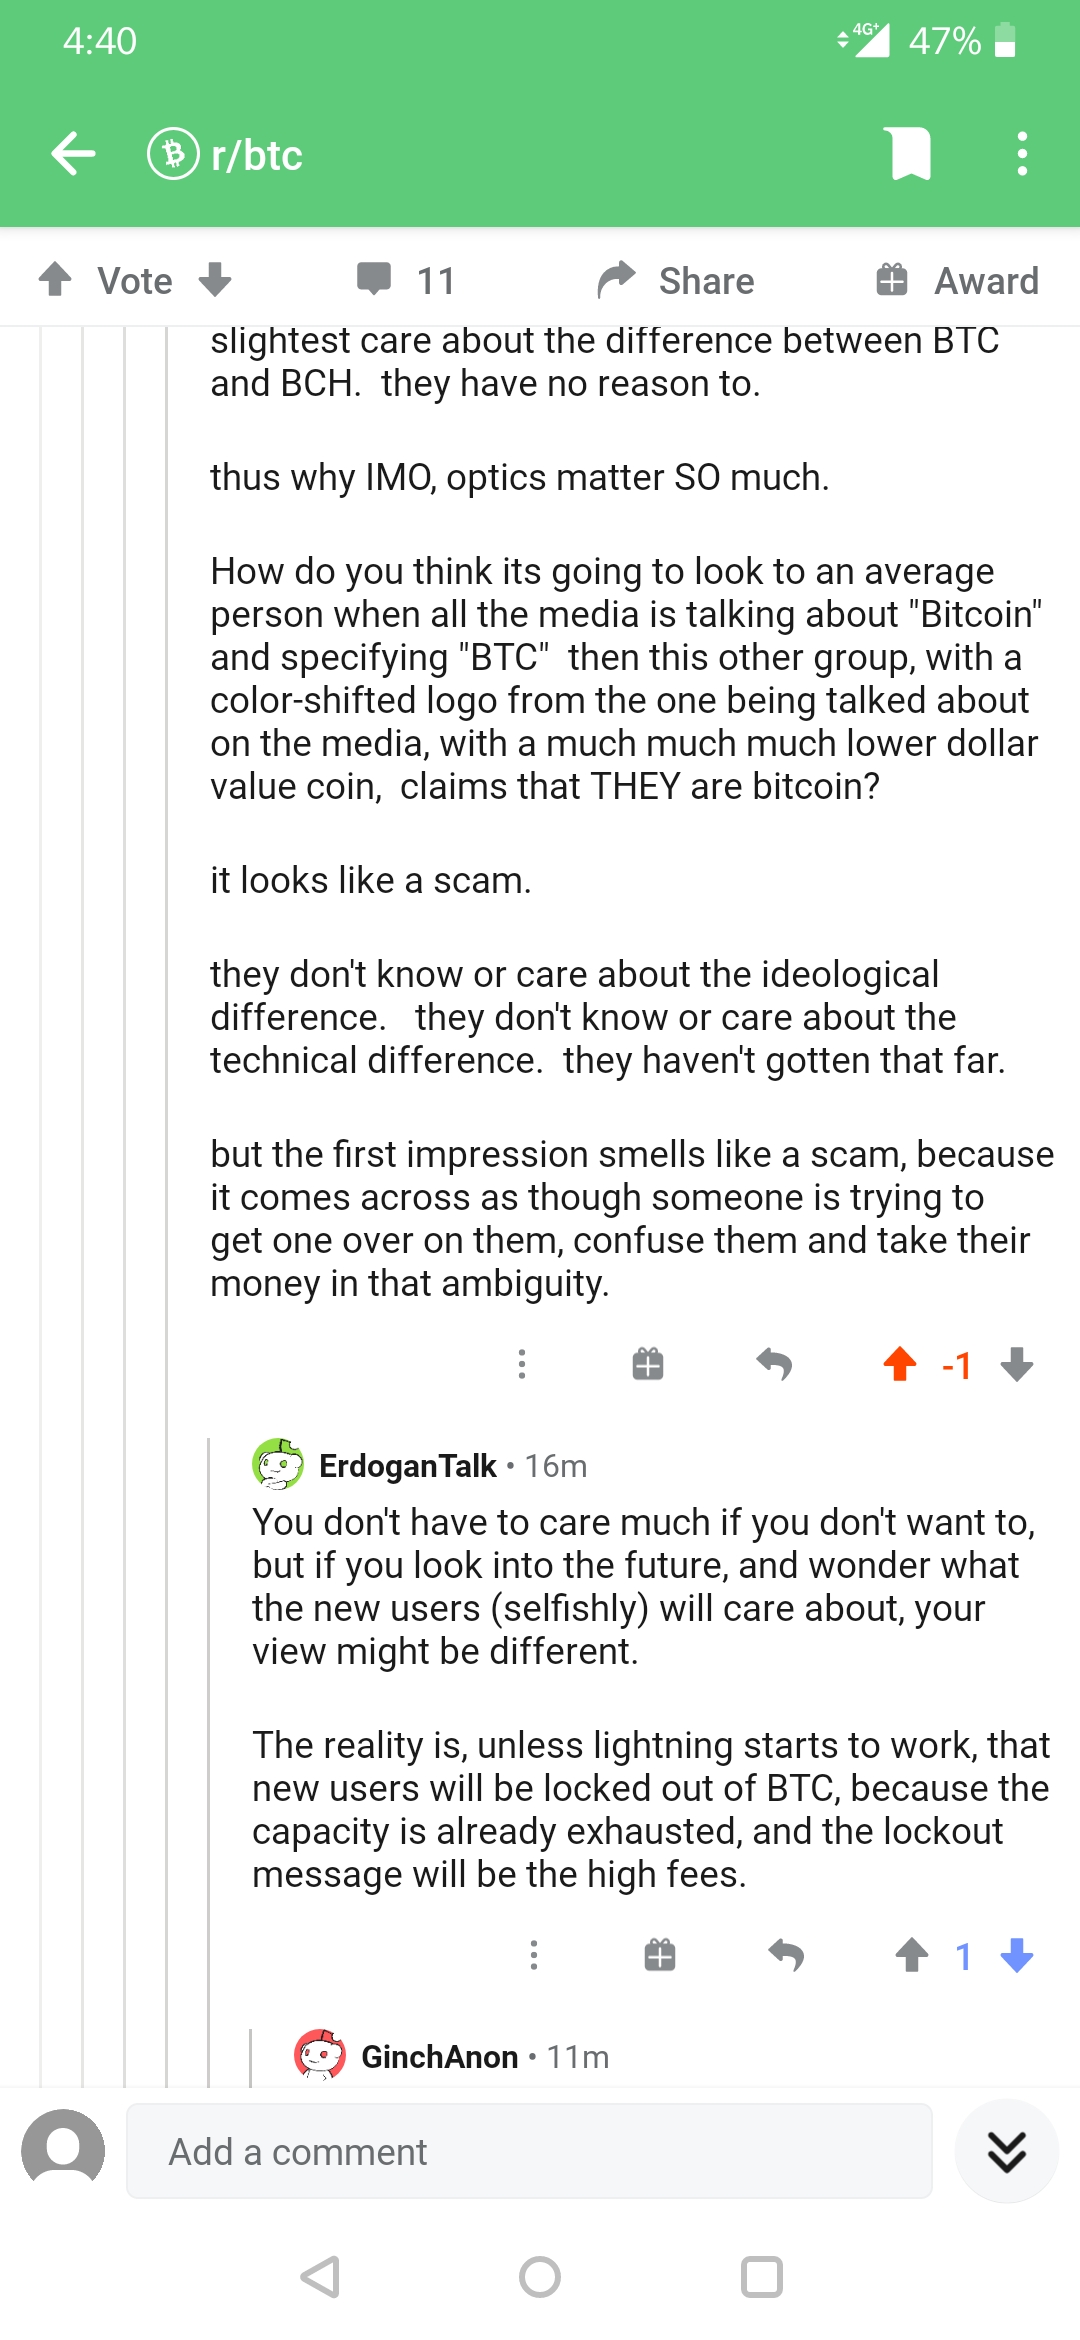 4:40
4G+ 47%
r/btc
Vote 11 Share Award
slightest care about the difference between BTC
and BCH.  they have no reason to.
thus why IMO, optics matter SO much.
How do you think its going to look to an average
person when all the media is talking about "Bitcoin"
and specifying "BTC"  then this other group, with a
color-shifted logo from the one being talked about
on the media, with a much much much lower dollar
value coin,  claims that THEY are bitcoin?
it looks like a scam.
they don't know or care about the ideological
difference.   they don't know or care about the
technical difference.  they haven't gotten that far.
but the first impression smells like a scam, because
it comes across as though someone is trying to
get one over on them, confuse them and take their
money in that ambiguity.
-1
ErdoganTalk • 16m
You don't have to care much if you don't want to,
but if you look into the future, and wonder what
the new users (selfishly) will care about, your
view might be different.
The reality is, unless lightning starts to work, that
new users will be locked out of BTC, because the
capacity is already exhausted, and the lockout
message will be the high fees.
1
GinchAnon • 11m
Add a comment